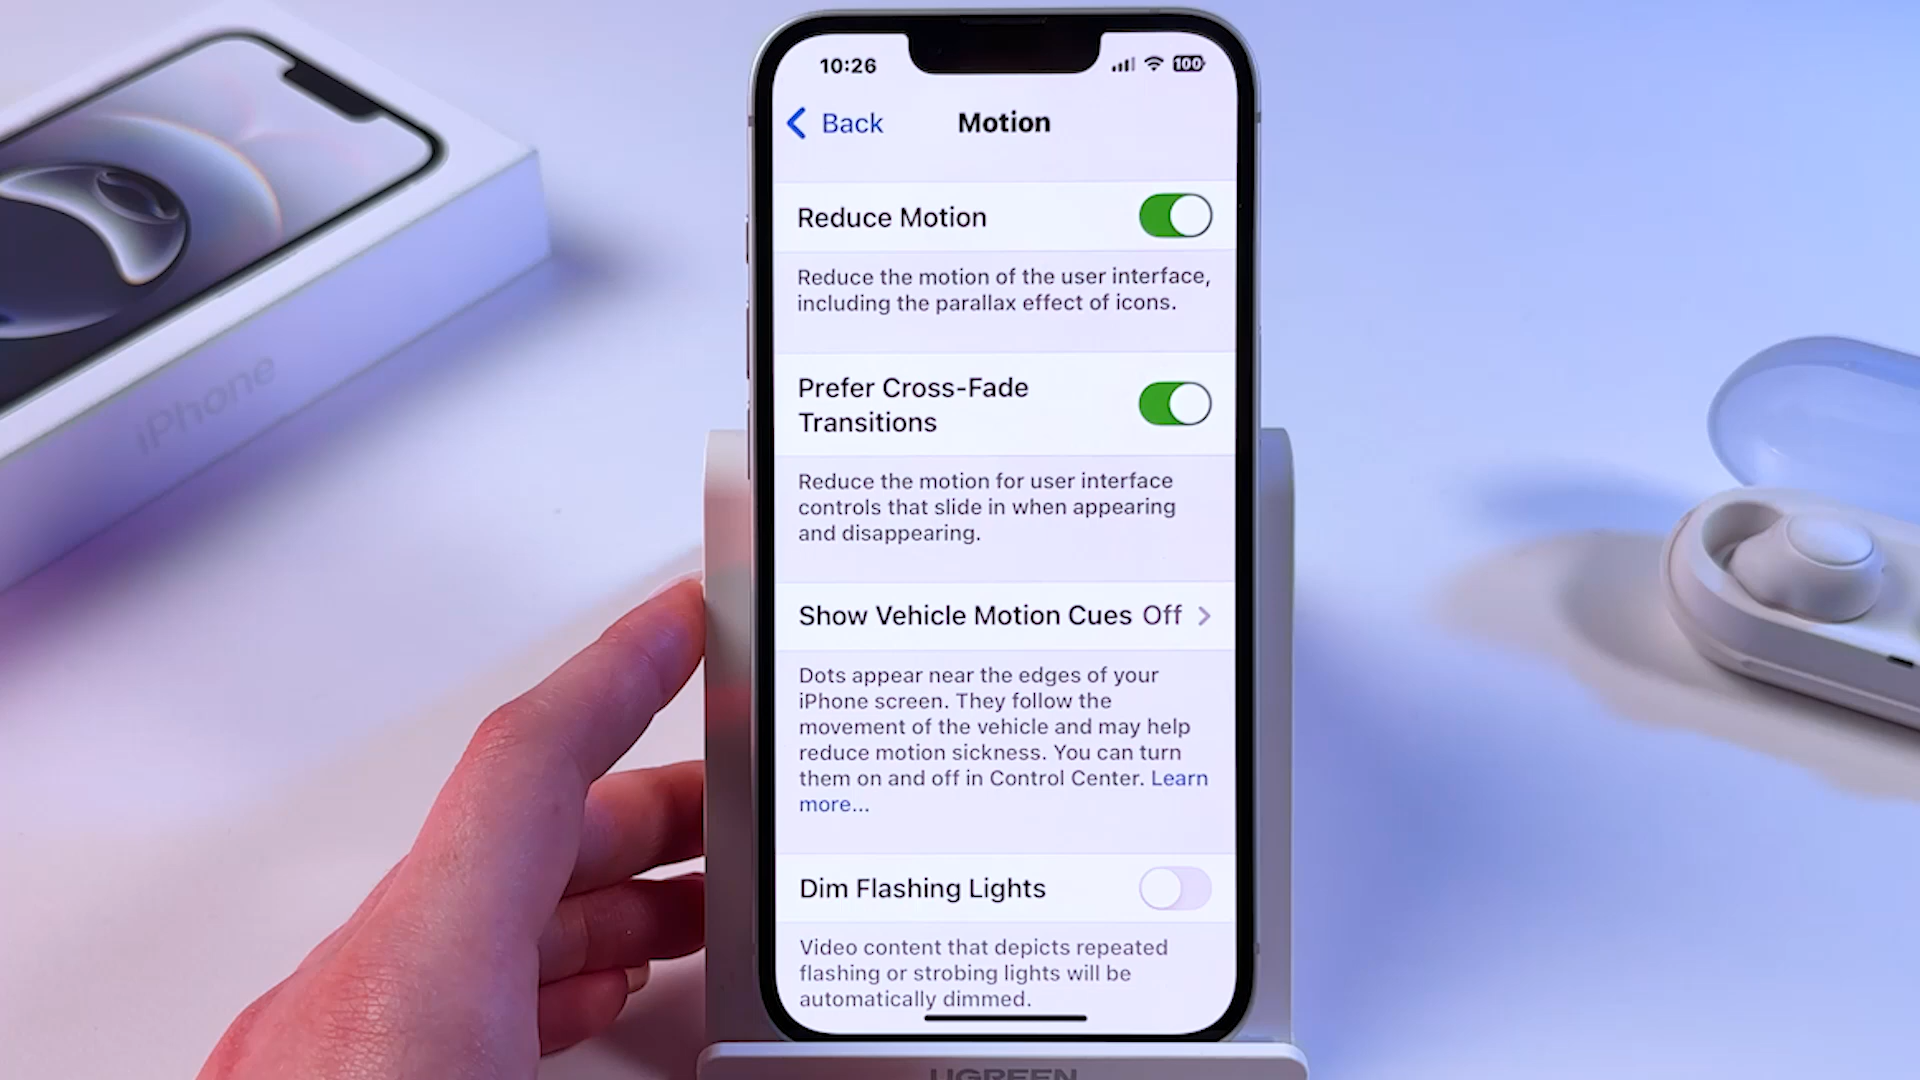 10:26
100
Back
Motion
Reduce Motion
Reduce the motion of the user interface,
including the parallax effect of icons.
Prefer Cross-Fade
Transitions
Reduce the motion for user interface
controls that slide in when appearing
and disappearing.
Show Vehicle Motion Cues Off
Dots appear near the edges of your
iPhone screen. They follow the
movement of the vehicle and may help
reduce motion sickness. You can turn
them on and off in Control Center. Learn
more...
Dim Flashing Lights
Video content that depicts repeated
flashing or strobing lights will be
automatically dimmed.
iPhone
UGREEN